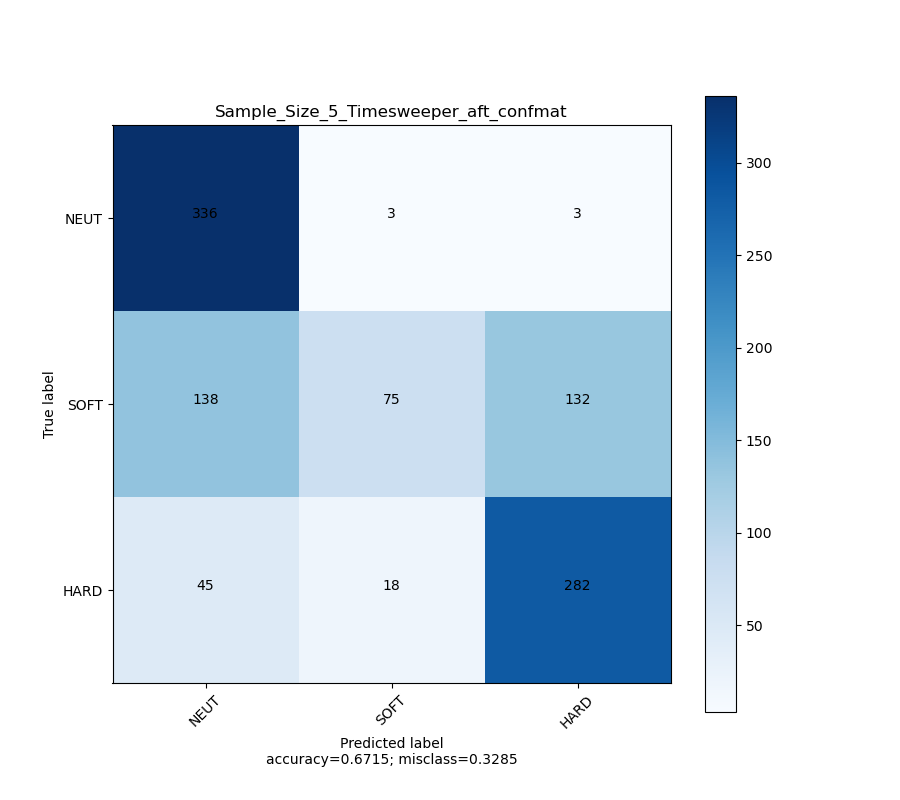 Sample_Size_5_Timesweeper_aft_confmat
NEUT 336 3 3
SOFT 138 75 132
HARD 45 18 282
True label
NEUT SOFT HARD
Predicted label
accuracy=0.6715; misclass=0.3285
300
250
200
150
100
50